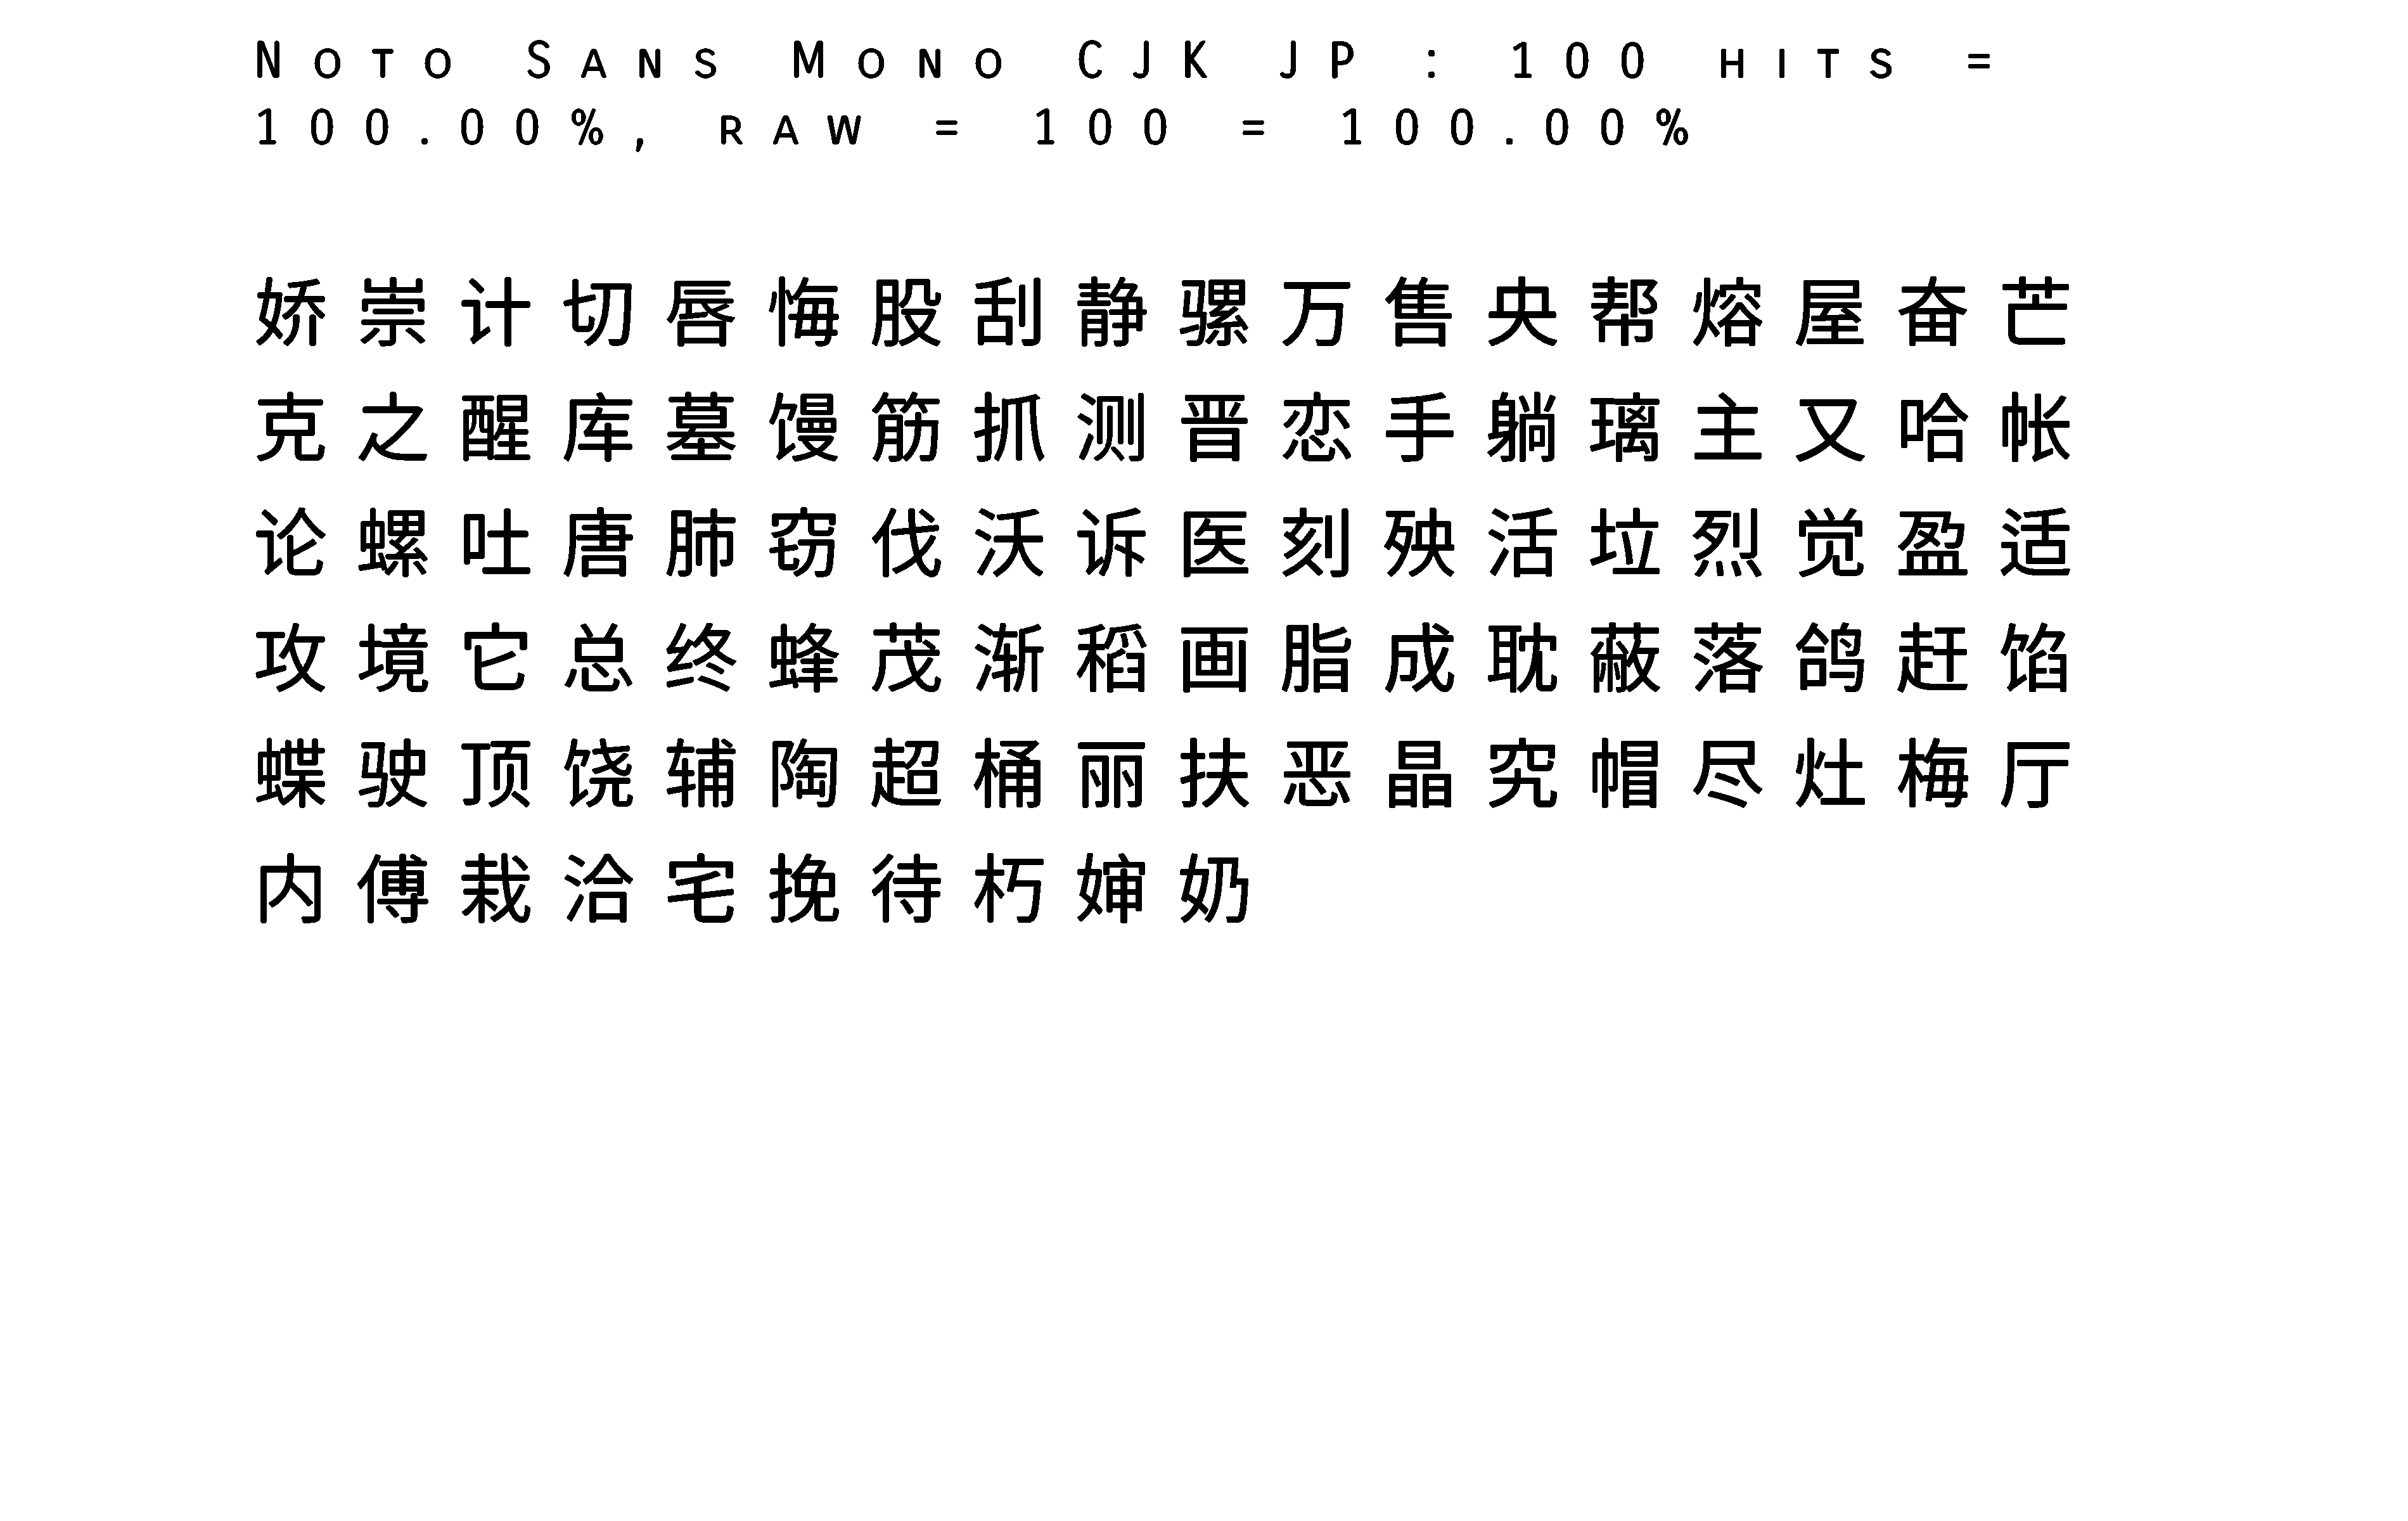 Noto Sans Mono CJK JP : 100 hits =
100.00%, raw = 100 = 100.00%
娇崇计切唇悔股刮静骡万售央帮熔屋奋芒
克之醒库墓馒筋抓测晋恋手躺璃主又哈帐
论螺吐唐肺窃伐沃诉医刻殃活垃烈觉盈适
攻境它总终蜂茂渐稻画脂成耽蔽落鸽赶馅
蝶驶顶饶辅陶超桶丽扶恶晶究帽尽灶梅厅
内傅栽洽宅挽待朽婶奶